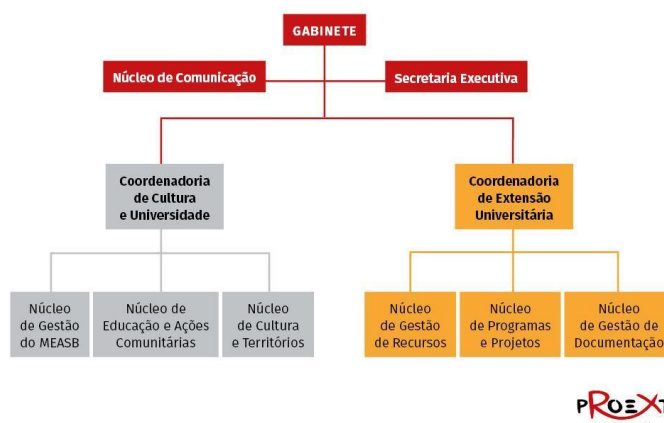 GABINETE
Núcleo de Comunicação
Secretaria Executiva
Coordenadoria
de Cultura
e Universidade
Coordenadoria
de Extensão
Universitária
Núcleo
de Gestão
do MEASB
Núcleo de
Educação e Ações
Comunitárias
Núcleo
de Cultura
e Territórios
Núcleo
de Gestão
de Recursos
Núcleo
de Programas
e Projetos
Núcleo
de Gestão de
Documentação
PROEXT